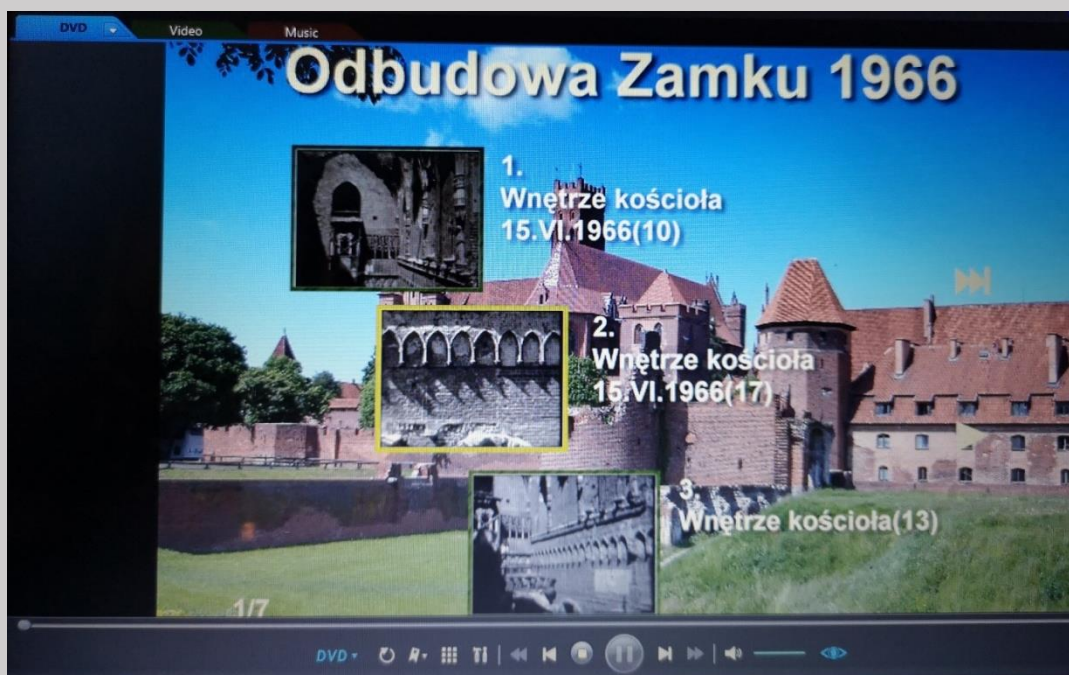 DVD
Video
Music
Odbudowa Zamku 1966
1.
Wnętrze kościoła
15.VI.1966(10)
2.
Wnętrze kościoła
15.VI.1966(17)
3.
Wnętrze kościoła(13)
1/7
DVD